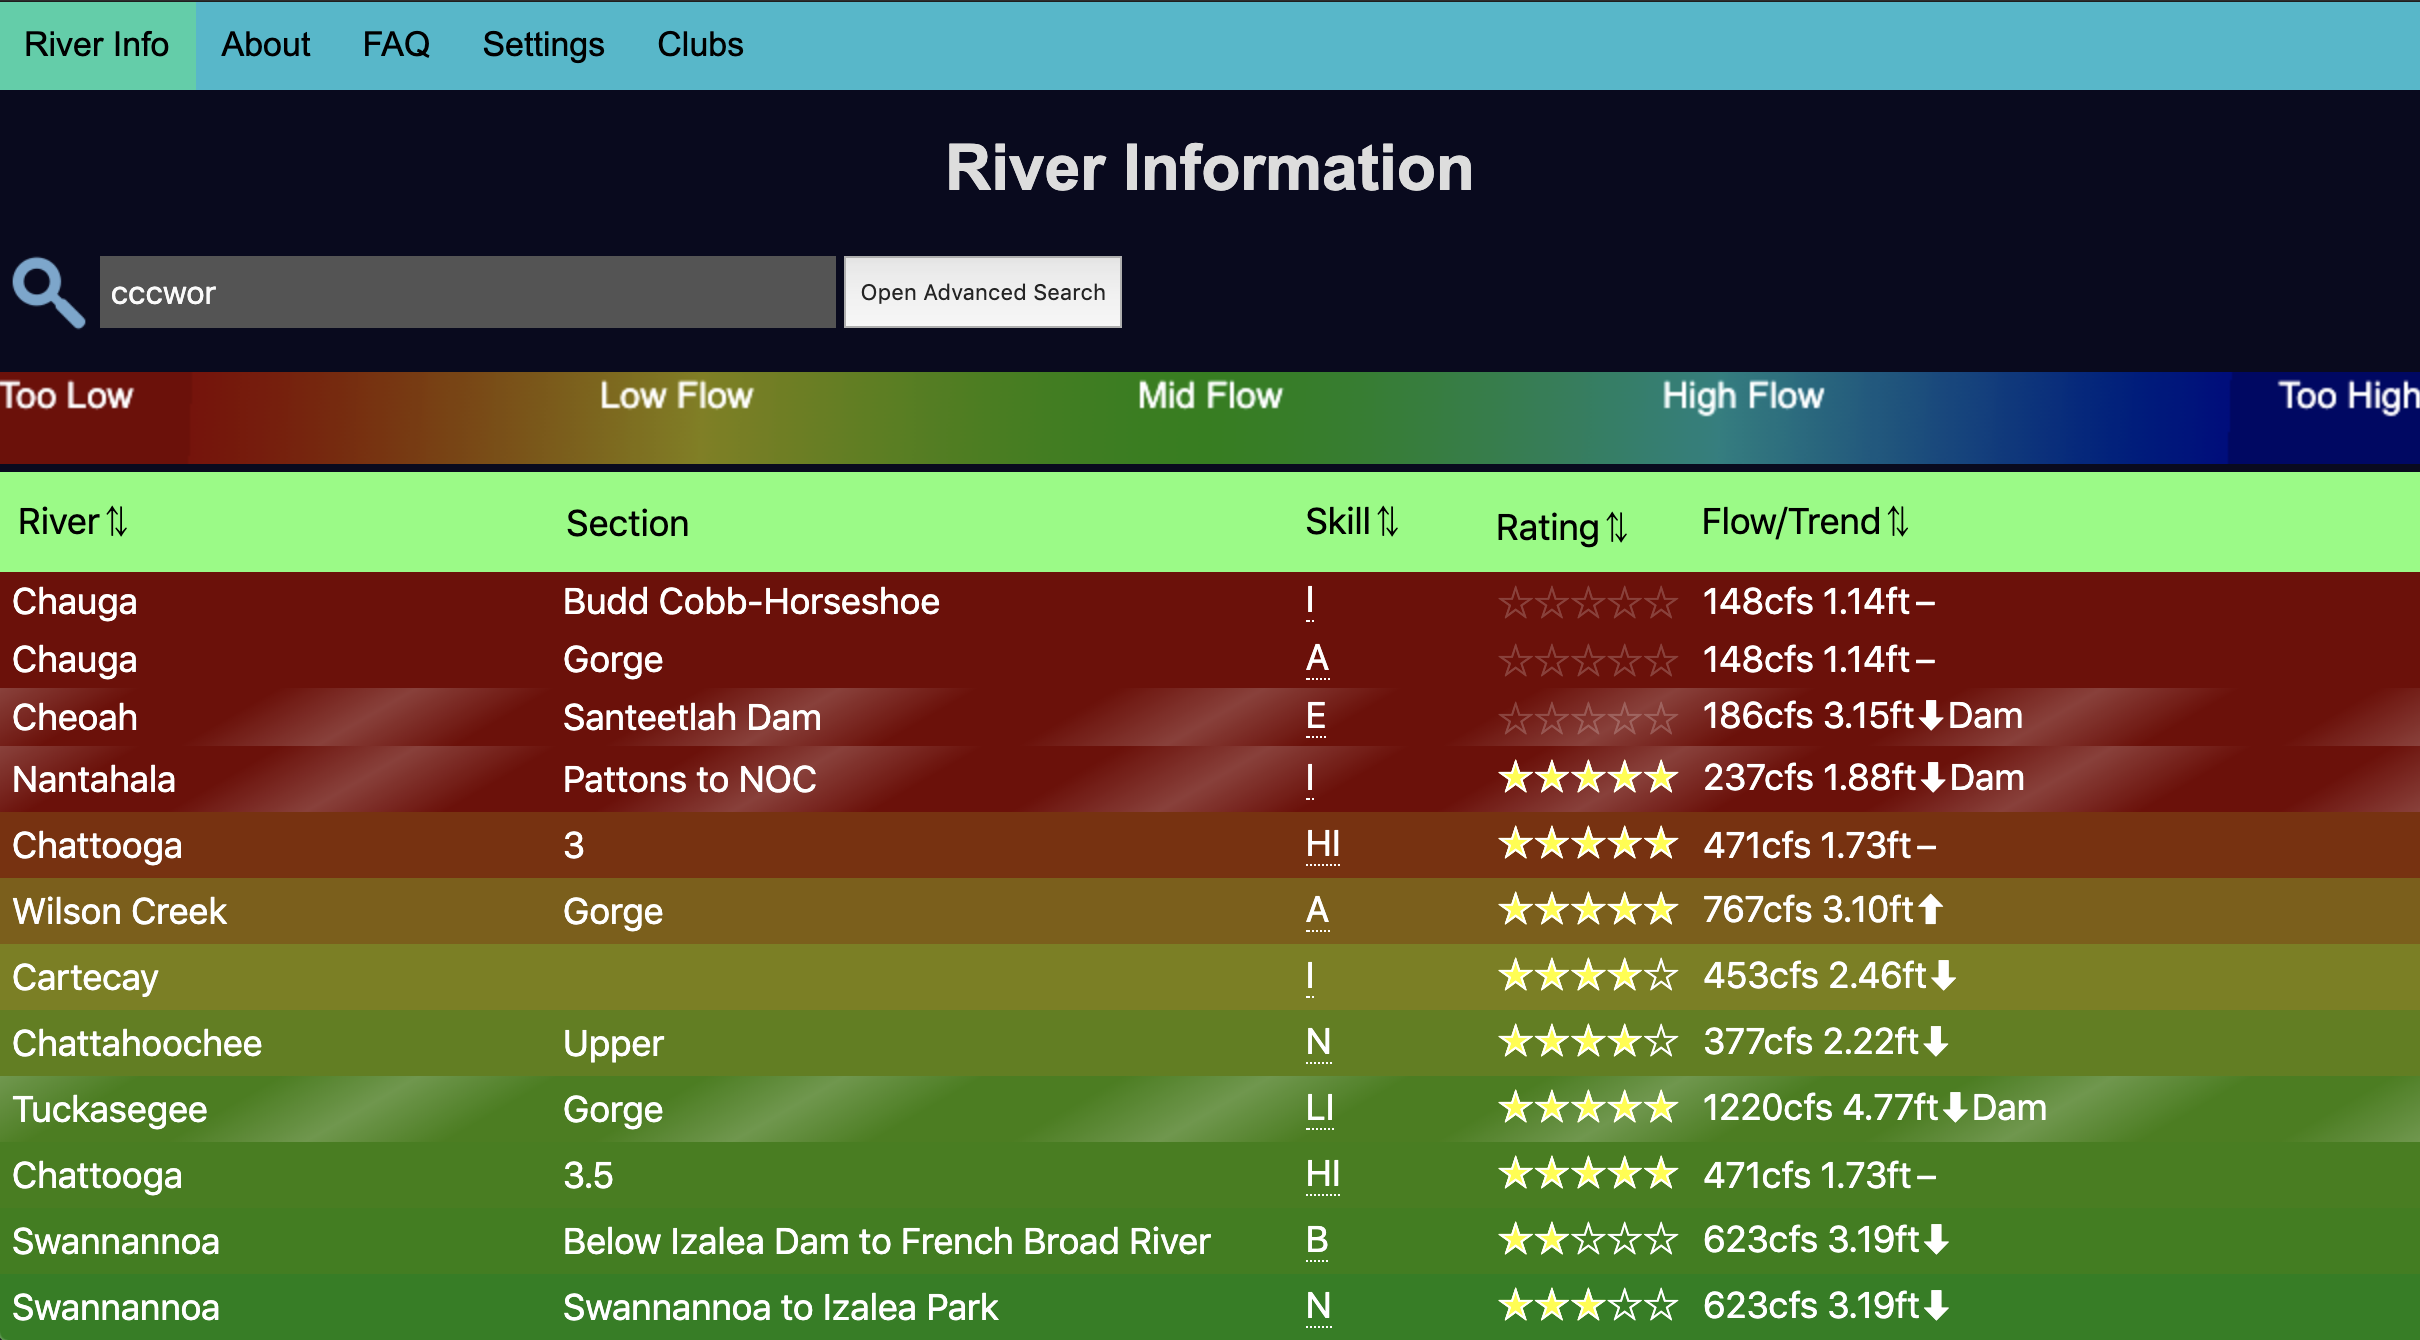 River Info About FAQ Settings Clubs
River Information
cccwor Open Advanced Search
Too Low Low Flow Mid Flow High Flow Too High
River⇅ Section Skill⇅ Rating⇅ Flow/Trend⇅
Chauga Budd Cobb-Horseshoe I ☆☆☆☆☆ 148cfs 1.14ft–
Chauga Gorge A ☆☆☆☆☆ 148cfs 1.14ft–
Cheoah Santeetlah Dam E ☆☆☆☆☆ 186cfs 3.15ft⬇Dam
Nantahala Pattons to NOC I ★★★★★ 237cfs 1.88ft⬇Dam
Chattooga 3 HI ★★★★★ 471cfs 1.73ft–
Wilson Creek Gorge A ★★★★★ 767cfs 3.10ft⬆
Cartecay I ★★★★☆ 453cfs 2.46ft⬇
Chattahoochee Upper N ★★★★☆ 377cfs 2.22ft⬇
Tuckasegee Gorge LI ★★★★★ 1220cfs 4.77ft⬇Dam
Chattooga 3.5 HI ★★★★★ 471cfs 1.73ft–
Swannannoa Below Izalea Dam to French Broad River B ★★☆☆☆ 623cfs 3.19ft⬇
Swannannoa Swannannoa to Izalea Park N ★★★☆☆ 623cfs 3.19ft⬇